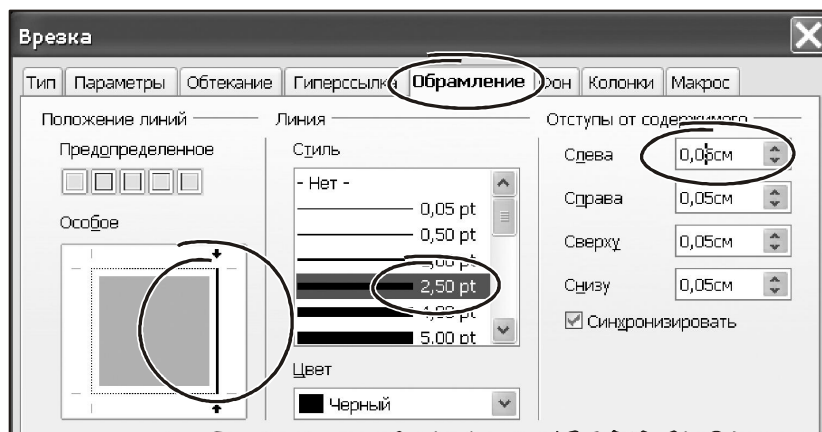 Врезка
Тип Параметры Обтекание Гиперссылка Обрамление Фон Колонки Макрос
Положение линий
Предопределенное
Особое
Линия
Стиль
- Нет -
0,05 pt
0,50 pt
2,50 pt
5,00 pt
Цвет
Черный
Отступы от содержимого
Слева 0,05см
Справа 0,05см
Сверху 0,05см
Снизу 0,05см
Синхронизировать